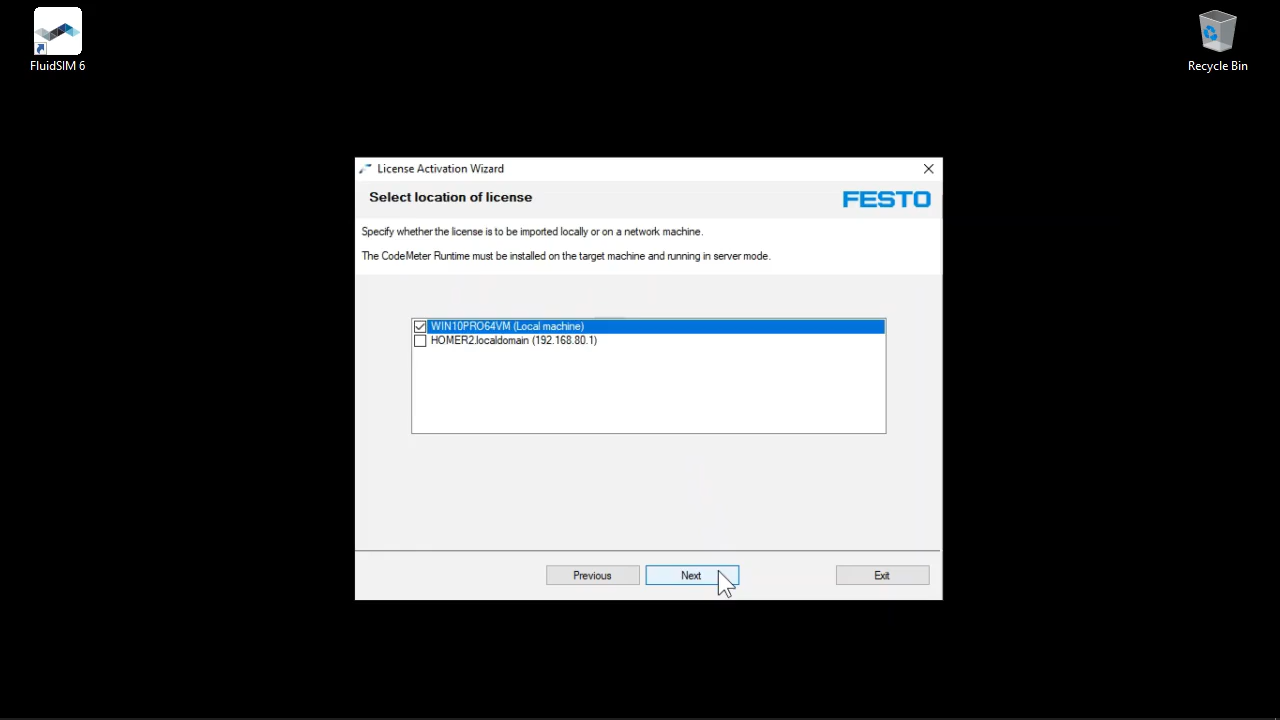 FluidSIM 6
Recycle Bin
License Activation Wizard
Select location of license
FESTO
Specify whether the license is to be imported locally or on a network machine.
The CodeMeter Runtime must be installed on the target machine and running in server mode.
WIN10PRO64VM (Local machine)
HOMER2.localdomain (192.168.80.1)
Previous
Next
Exit